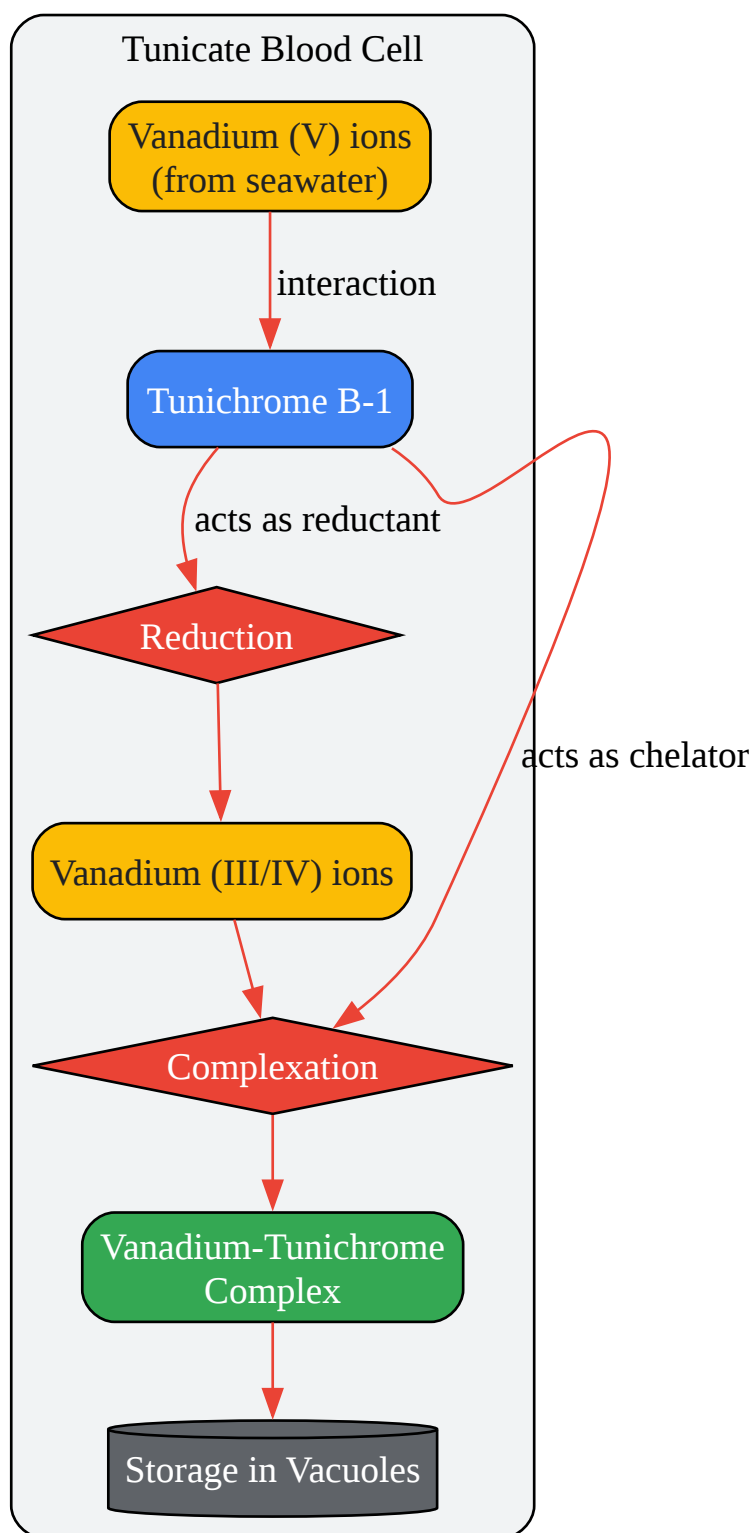 Tunicate Blood Cell
Vanadium (V) ions
(from seawater)
interaction
Tunichrome B-1
acts as reductant
Reduction
acts as chelator
Vanadium (III/IV) ions
Complexation
Vanadium-Tunichrome
Complex
Storage in Vacuoles